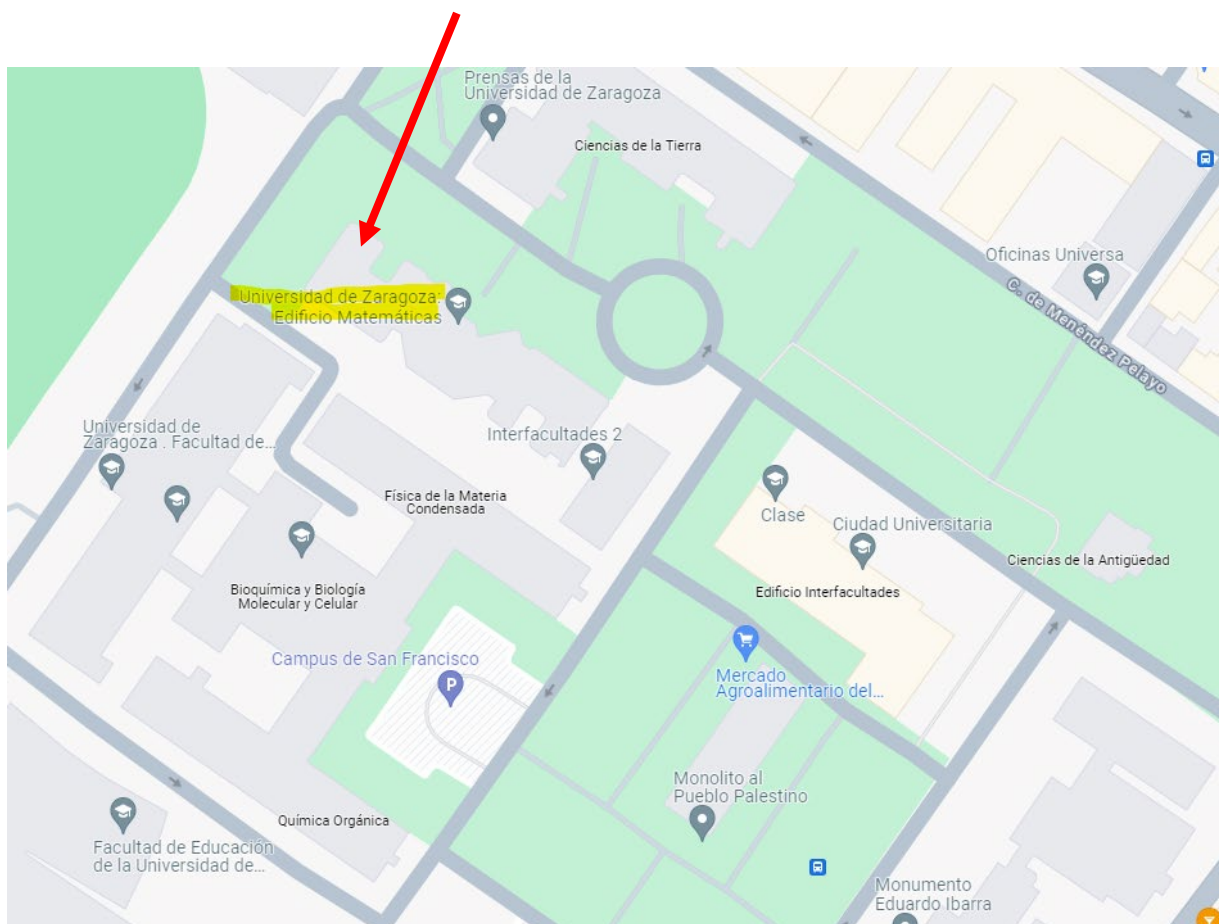 Prensas de la
Universidad de Zaragoza
Ciencias de la Tierra
Oficinas Universa
C. de Menéndez Pelayo
Universidad de Zaragoza:
Edificio Matemáticas
Universidad de
Zaragoza . Facultad de...
Interfacultades 2
Física de la Materia
Condensada
Clase
Ciudad Universitaria
Ciencias de la Antigüedad
Bioquímica y Biología
Molecular y Celular
Edificio Interfacultades
Campus de San Francisco
P
Mercado
Agroalimentario del...
Monolito al
Pueblo Palestino
Química Orgánica
Facultad de Educación
de la Universidad de...
Monumento
Eduardo Ibarra